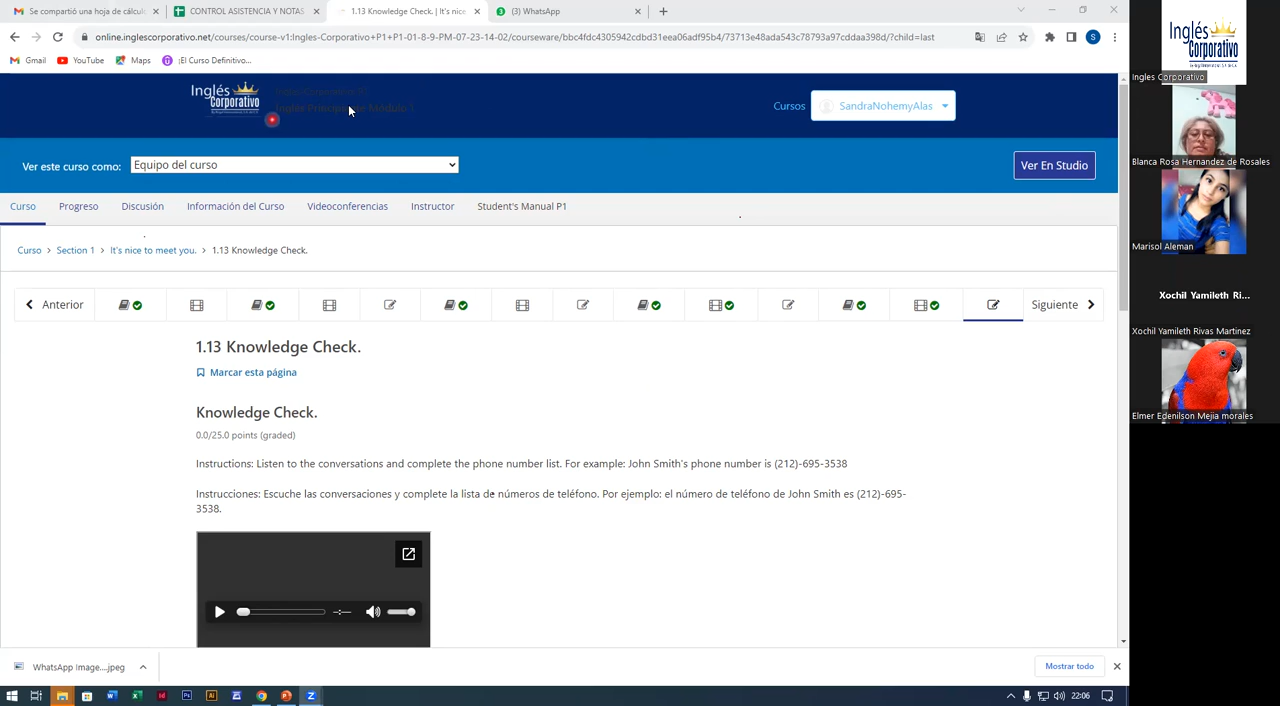 Se compartió una hoja de cálcul
CONTROL ASISTENCIA Y NOTAS
1.13 Knowledge Check. | It's nice
(3) WhatsApp
online.inglescorporativo.net/courses/course-v1:Ingles-Corporativo+P1+P1-01-8-9-PM-07-23-14-02/courseware/bbc4fdc4305942cdbd31eea06adf95b4/73713e48ada543c78793a97cddaa398d/?child=last
S
Gmail
YouTube
Maps
¡El Curso Definitivo...
Inglés
Corporativo
Inglés Principiante Módulo 1
Cursos
SandraNohemyAlas
Ver este curso como:
Equipo del curso
Ver En Studio
Curso
Progreso
Discusión
Información del Curso
Videoconferencias
Instructor
Student's Manual P1
Curso > Section 1 > It's nice to meet you. > 1.13 Knowledge Check.
Anterior
Siguiente
1.13 Knowledge Check.
Marcar esta página
Knowledge Check.
0.0/25.0 points (graded)
Instructions: Listen to the conversations and complete the phone number list. For example: John Smith's phone number is (212)-695-3538
Instrucciones: Escuche las conversaciones y complete la lista de números de teléfono. Por ejemplo: el número de teléfono de John Smith es (212)-695-
3538.
-:--
WhatsApp Image....jpeg
Mostrar todo
22:06
Inglés
Corporativo
Ingles Corporativo
Blanca Rosa Hernandez de Rosales
Marisol Aleman
Xochil Yamileth Ri...
Xochil Yamileth Rivas Martinez
Elmer Edenilson Mejia morales